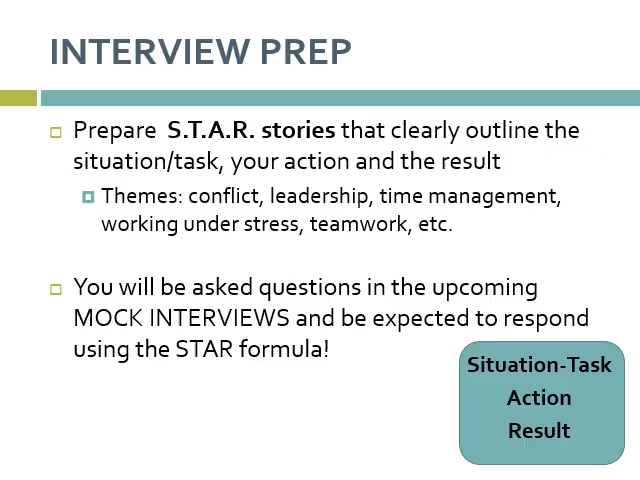 INTERVIEW PREP
Prepare S.T.A.R. stories that clearly outline the
situation/task, your action and the result
Themes: conflict, leadership, time management,
working under stress, teamwork, etc.
You will be asked questions in the upcoming
MOCK INTERVIEWS and be expected to respond
using the STAR formula!
Situation-Task
Action
Result